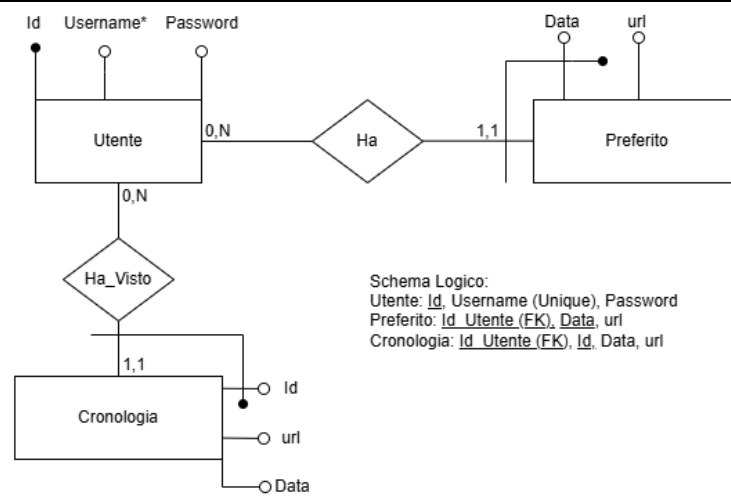 Id Username* Password Data url
Utente 0,N Ha 1,1 Preferito
0,N
Ha_Visto
Schema Logico:
Utente: Id, Username (Unique), Password
Preferito: Id_Utente (FK), Data, url
Cronologia: Id_Utente (FK), Id, Data, url
1,1
Id
Cronologia
url
Data